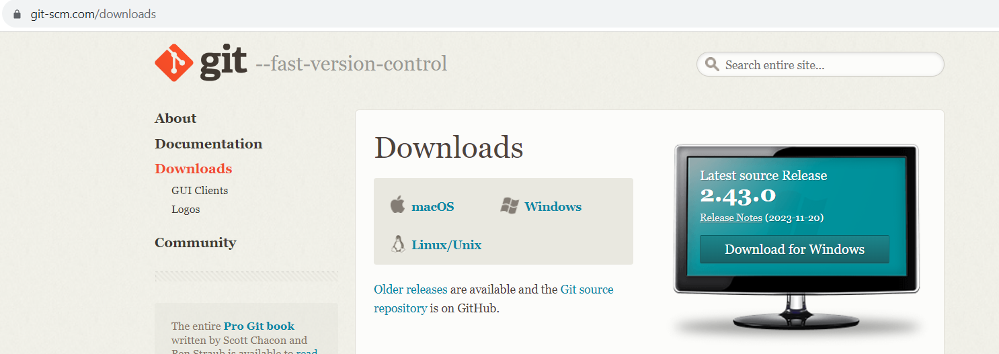 git-scm.com/downloads
git --fast-version-control
Search entire site...
About
Documentation
Downloads
GUI Clients
Logos
Community
The entire Pro Git book
written by Scott Chacon and
Ben Straub is available to read
Downloads
macOS
Windows
Linux/Unix
Older releases are available and the Git source
repository is on GitHub.
Latest source Release
2.43.0
Release Notes (2023-11-20)
Download for Windows